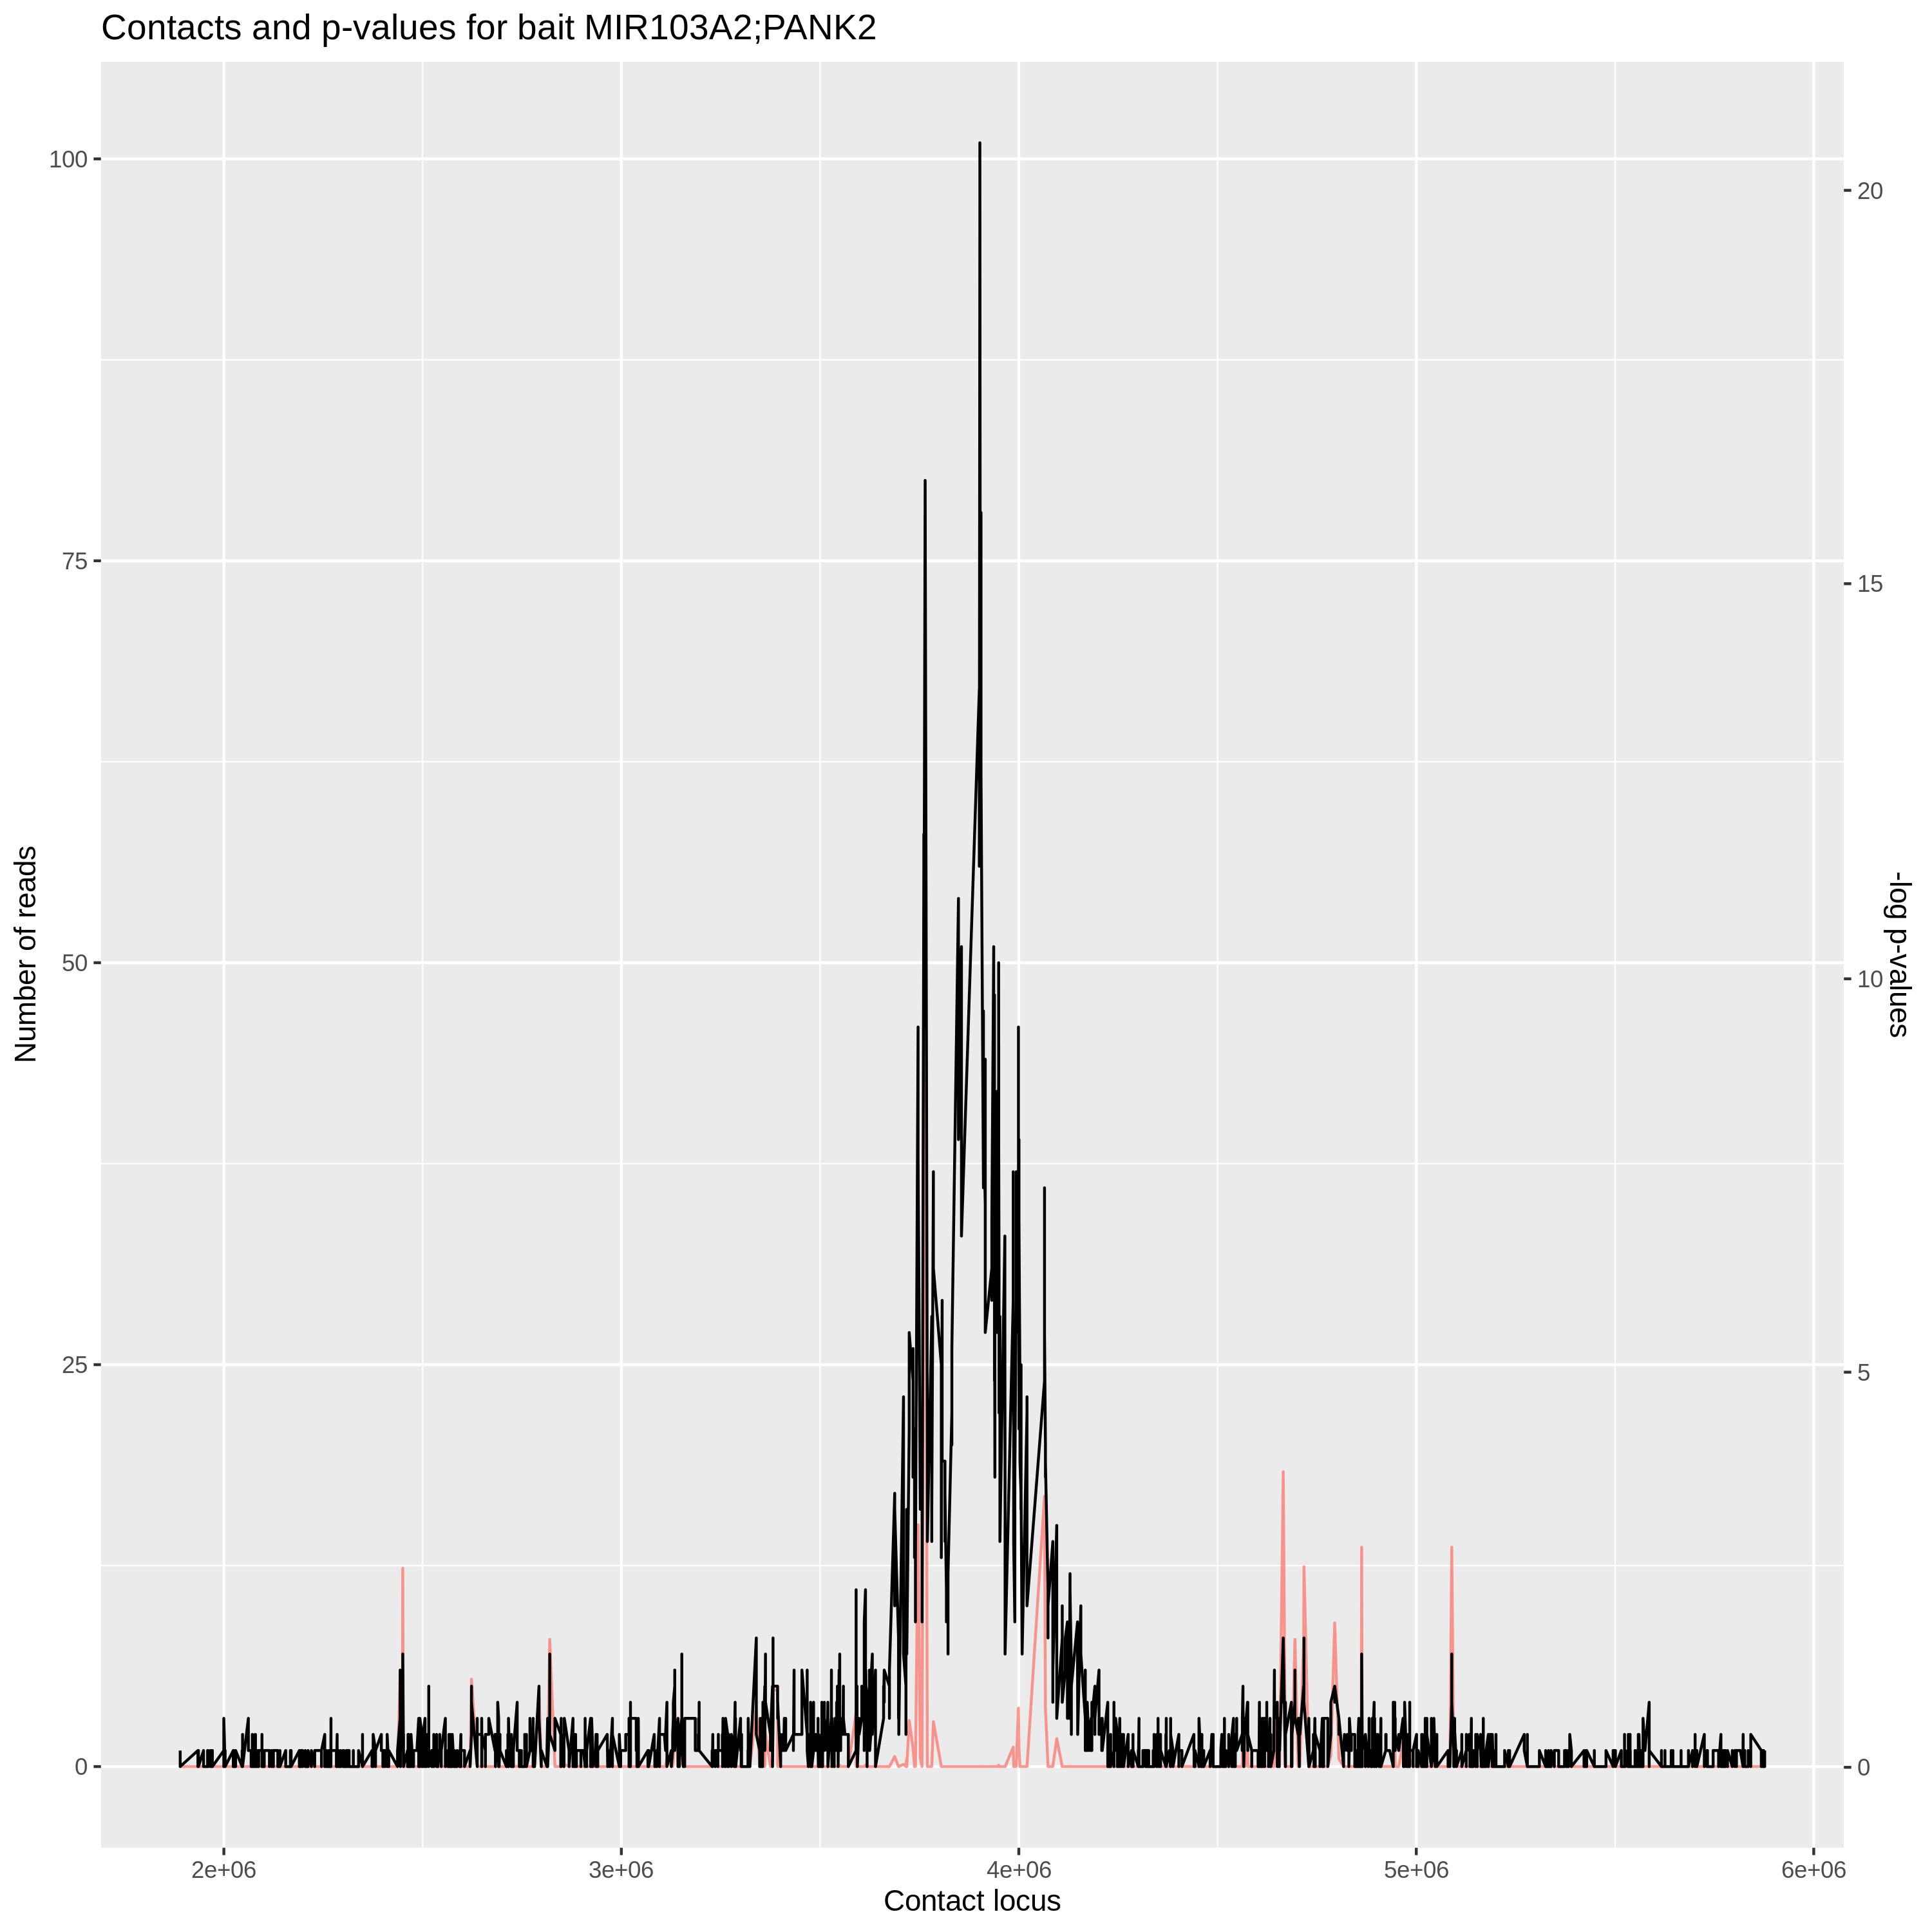 Contacts and p-values for bait MIR103A2;PANK2
100
75
50
25
0
20
15
10
5
0
Number of reads
-log p-values
2e+06
3e+06
4e+06
5e+06
6e+06
Contact locus